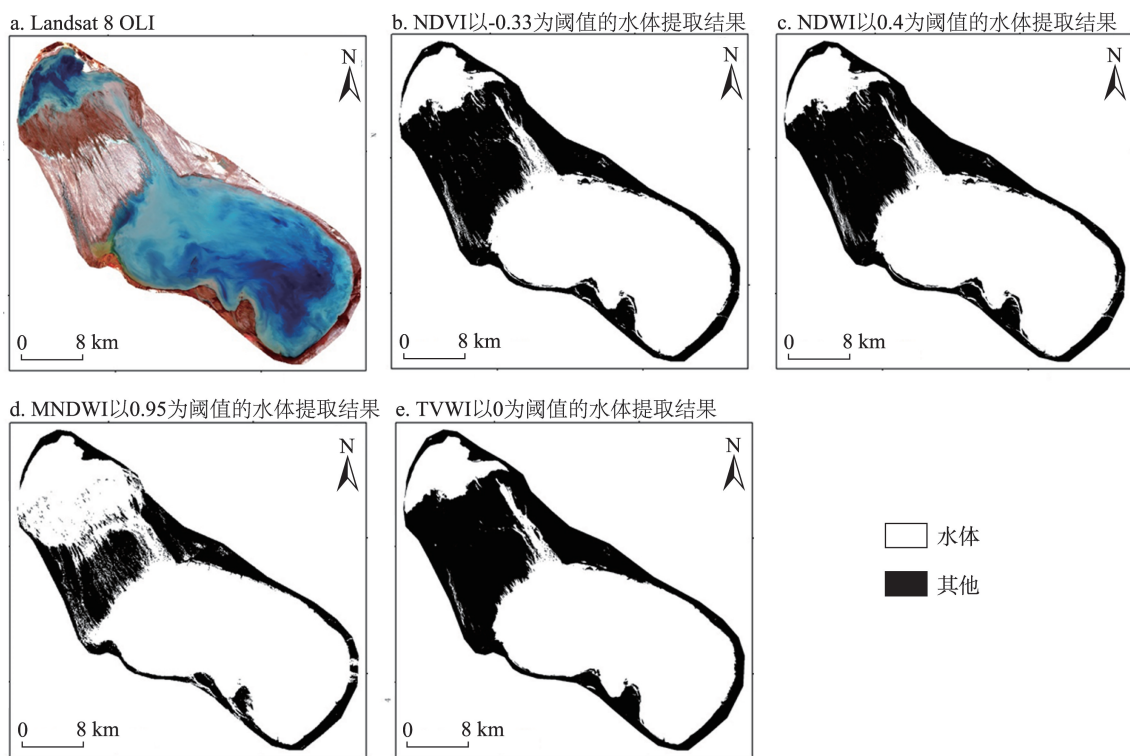 a. Landsat 8 OLI
b. NDVI以-0.33为阈值的水体提取结果
c. NDWI以0.4为阈值的水体提取结果
N
N
N
0 8 km
0 8 km
0 8 km
d. MNDWI以0.95为阈值的水体提取结果
e. TVWI以0为阈值的水体提取结果
N
N
水体
其他
0 8 km
0 8 km